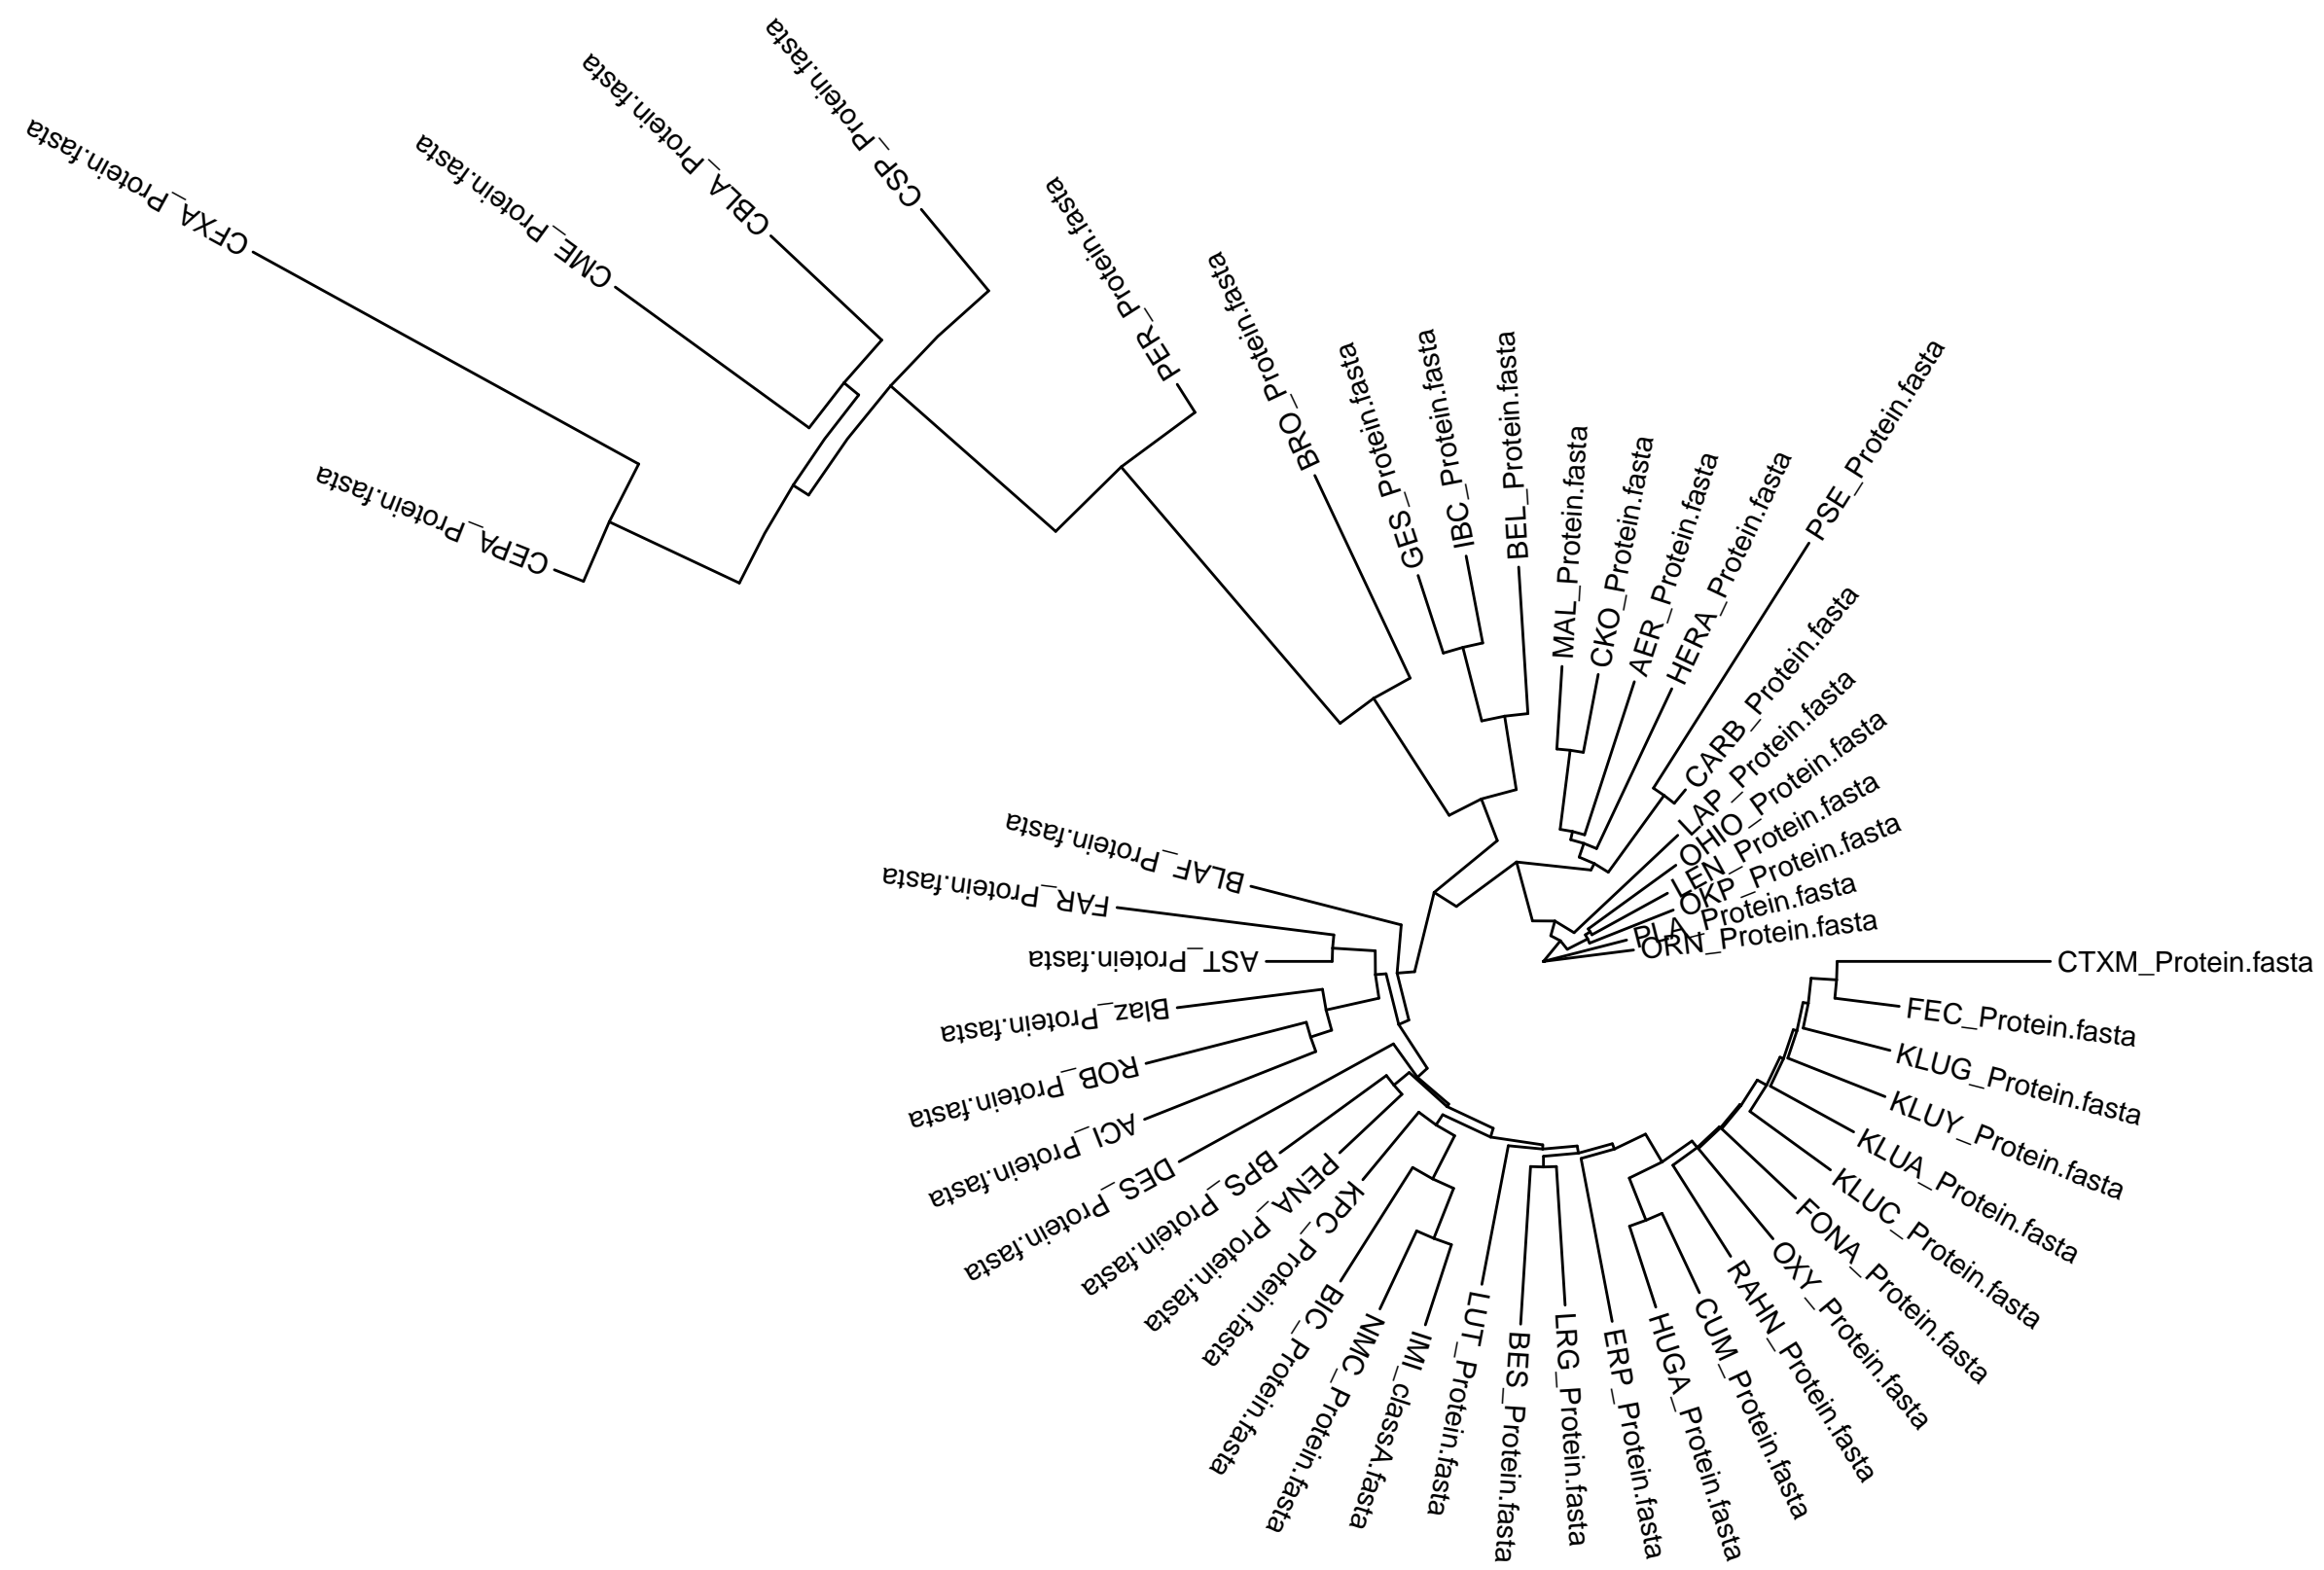 CSP_Protein.fasta
CBLA_Protein.fasta
CME_Protein.fasta
CFXA_Protein.fasta
CEPA_Protein.fasta
PER_Protein.fasta
BRO_Protein.fasta
GES_Protein.fasta
IBC_Protein.fasta
BEL_Protein.fasta
MAL_Protein.fasta
CKO_Protein.fasta
AER_Protein.fasta
HERA_Protein.fasta
PSE_Protein.fasta
CARB_Protein.fasta
LAP_Protein.fasta
OHIO_Protein.fasta
LEN_Protein.fasta
OKP_Protein.fasta
PLA_Protein.fasta
ORN_Protein.fasta
CTXM_Protein.fasta
FEC_Protein.fasta
KLUG_Protein.fasta
KLUY_Protein.fasta
KLUA_Protein.fasta
KLUC_Protein.fasta
FONA_Protein.fasta
OXY_Protein.fasta
RAHN_Protein.fasta
CUM_Protein.fasta
HUGA_Protein.fasta
ERP_Protein.fasta
LRG_Protein.fasta
BES_Protein.fasta
LUT_Protein.fasta
IMI_classA.fasta
NMC_Protein.fasta
BIC_Protein.fasta
KPC_Protein.fasta
PENA_Protein.fasta
BPS_Protein.fasta
DES_Protein.fasta
ACI_Protein.fasta
ROB_Protein.fasta
Blaz_Protein.fasta
AST_Protein.fasta
FAR_Protein.fasta
BLAF_Protein.fasta